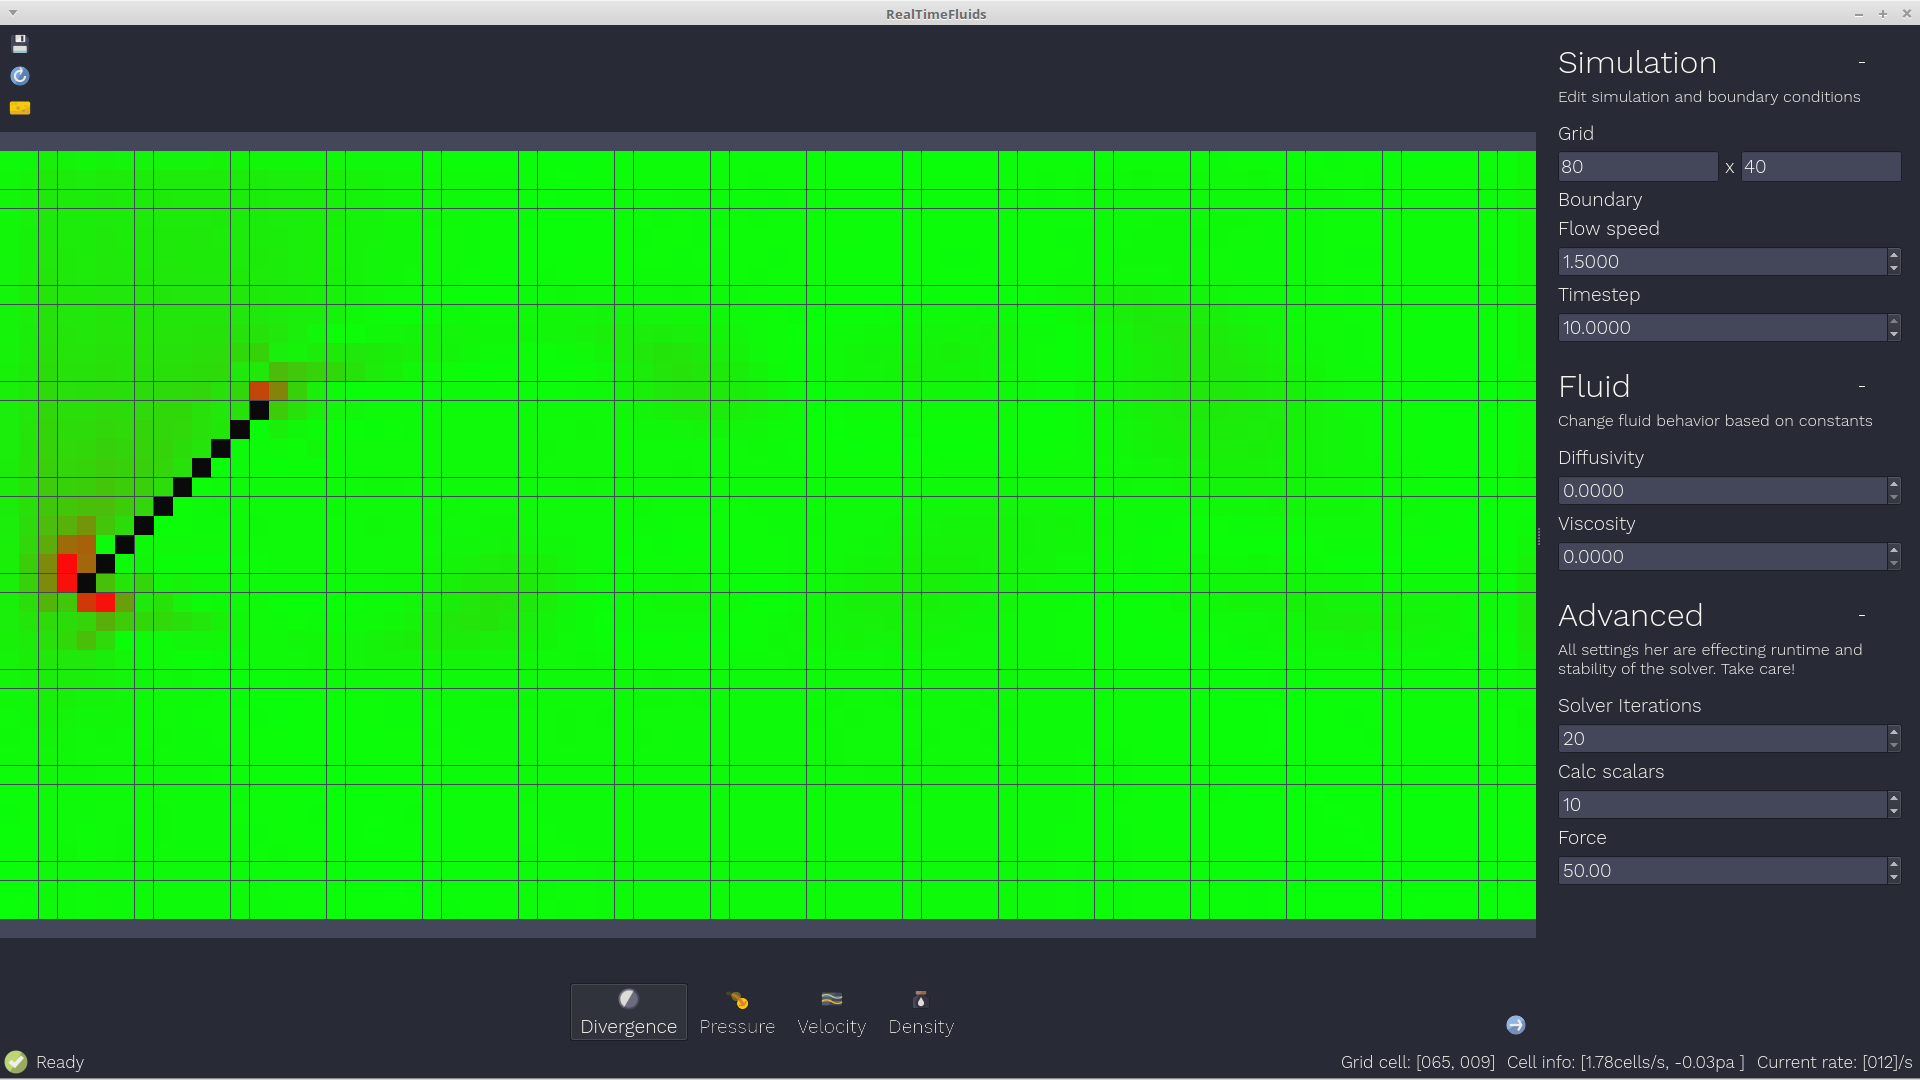 RealTimeFluids
Simulation -
Edit simulation and boundary conditions
Grid
80 x 40
Boundary
Flow speed
1.5000
Timestep
10.0000
Fluid -
Change fluid behavior based on constants
Diffusivity
0.0000
Viscosity
0.0000
Advanced -
All settings her are effecting runtime and
stability of the solver. Take care!
Solver Iterations
20
Calc scalars
10
Force
50.00
Divergence Pressure Velocity Density
Ready Grid cell: [065, 009] Cell info: [1.78cells/s, -0.03pa ] Current rate: [012]/s